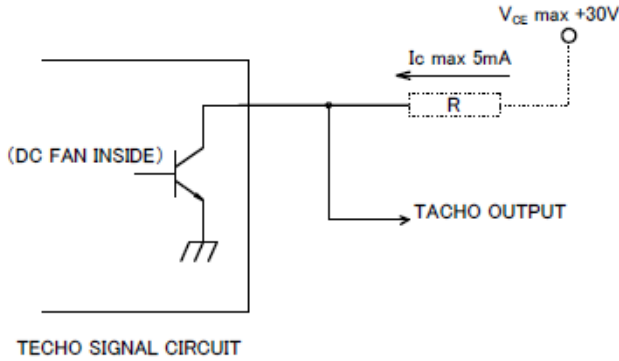 VCE max +30V
Ic max 5mA
R
(DC FAN INSIDE)
TACHO OUTPUT
TECHO SIGNAL CIRCUIT